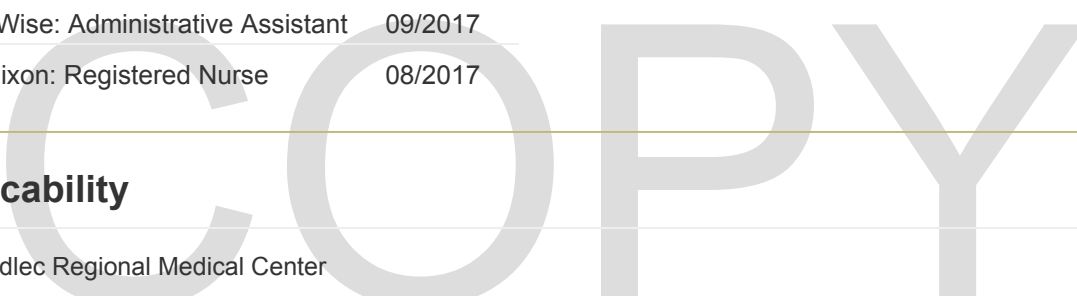 Wise: Administrative Assistant 09/2017
ixon: Registered Nurse 08/2017
cability
dlec Regional Medical Center
COPY